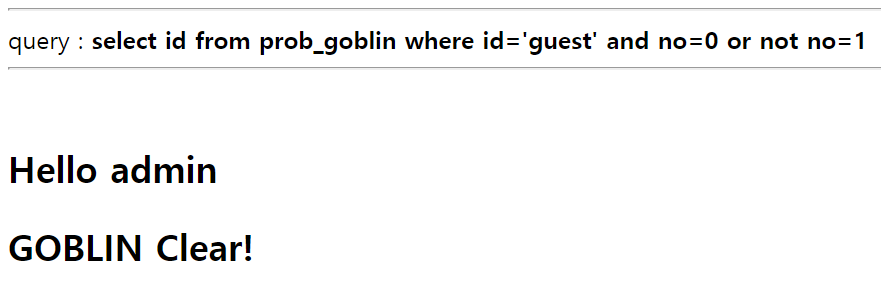 query : select id from prob_goblin where id='guest' and no=0 or not no=1
Hello admin
GOBLIN Clear!